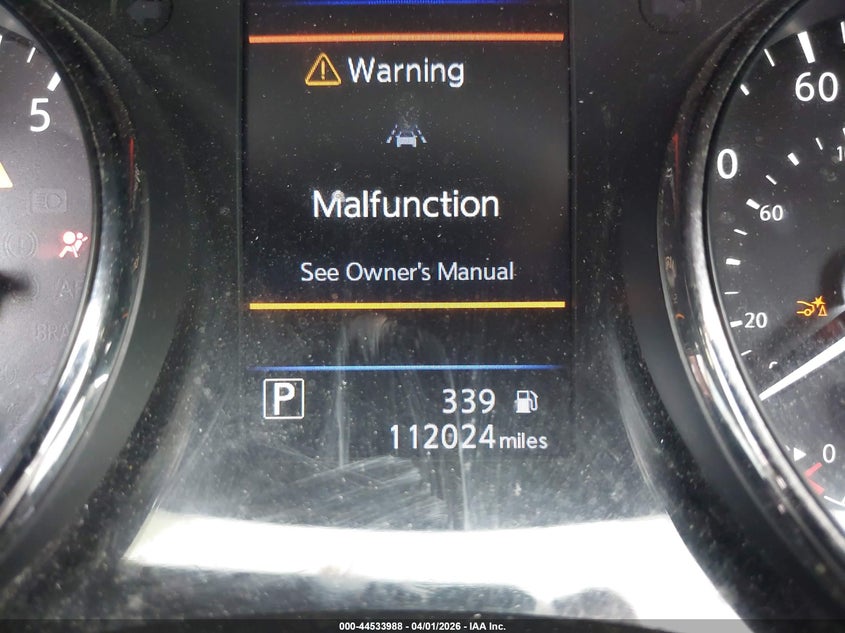 5
Warning
Malfunction
See Owner's Manual
P
339
112024 miles
60
0
60
20
0
000-44533988 - 04/01/2026 - IAA Inc.